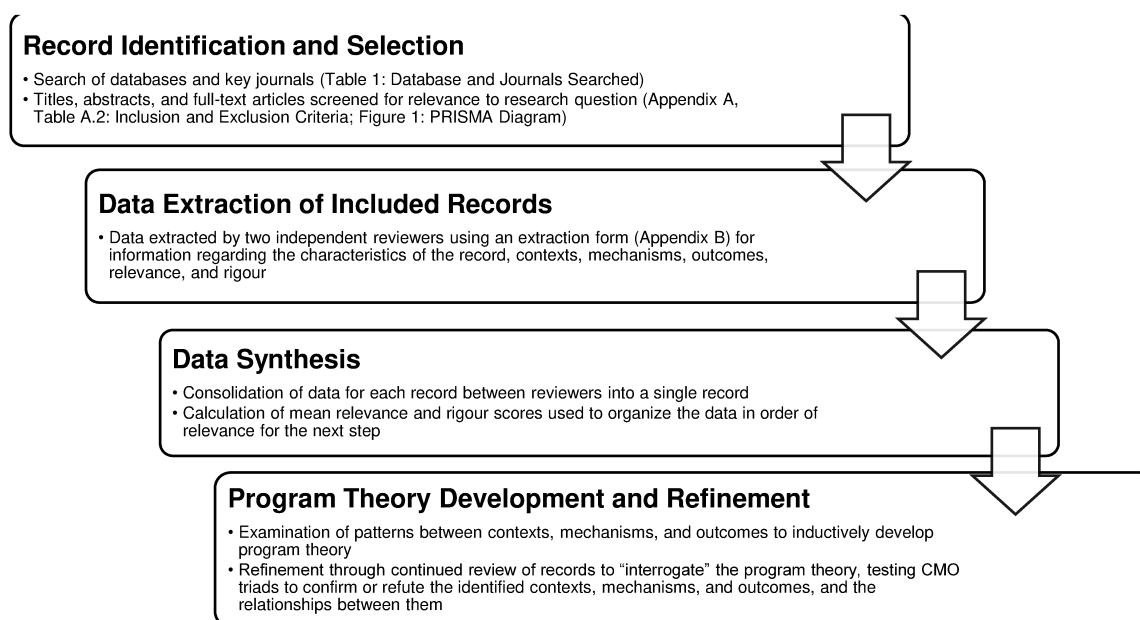 Record Identification and Selection
• Search of databases and key journals (Table 1: Database and Journals Searched)
• Titles, abstracts, and full-text articles screened for relevance to research question (Appendix A,
Table A.2: Inclusion and Exclusion Criteria; Figure 1: PRISMA Diagram)
Data Extraction of Included Records
• Data extracted by two independent reviewers using an extraction form (Appendix B) for
information regarding the characteristics of the record, contexts, mechanisms, outcomes,
relevance, and rigour
Data Synthesis
• Consolidation of data for each record between reviewers into a single record
• Calculation of mean relevance and rigour scores used to organize the data in order of
relevance for the next step
Program Theory Development and Refinement
• Examination of patterns between contexts, mechanisms, and outcomes to inductively develop
program theory
• Refinement through continued review of records to “interrogate” the program theory, testing CMO
triads to confirm or refute the identified contexts, mechanisms, and outcomes, and the
relationships between them